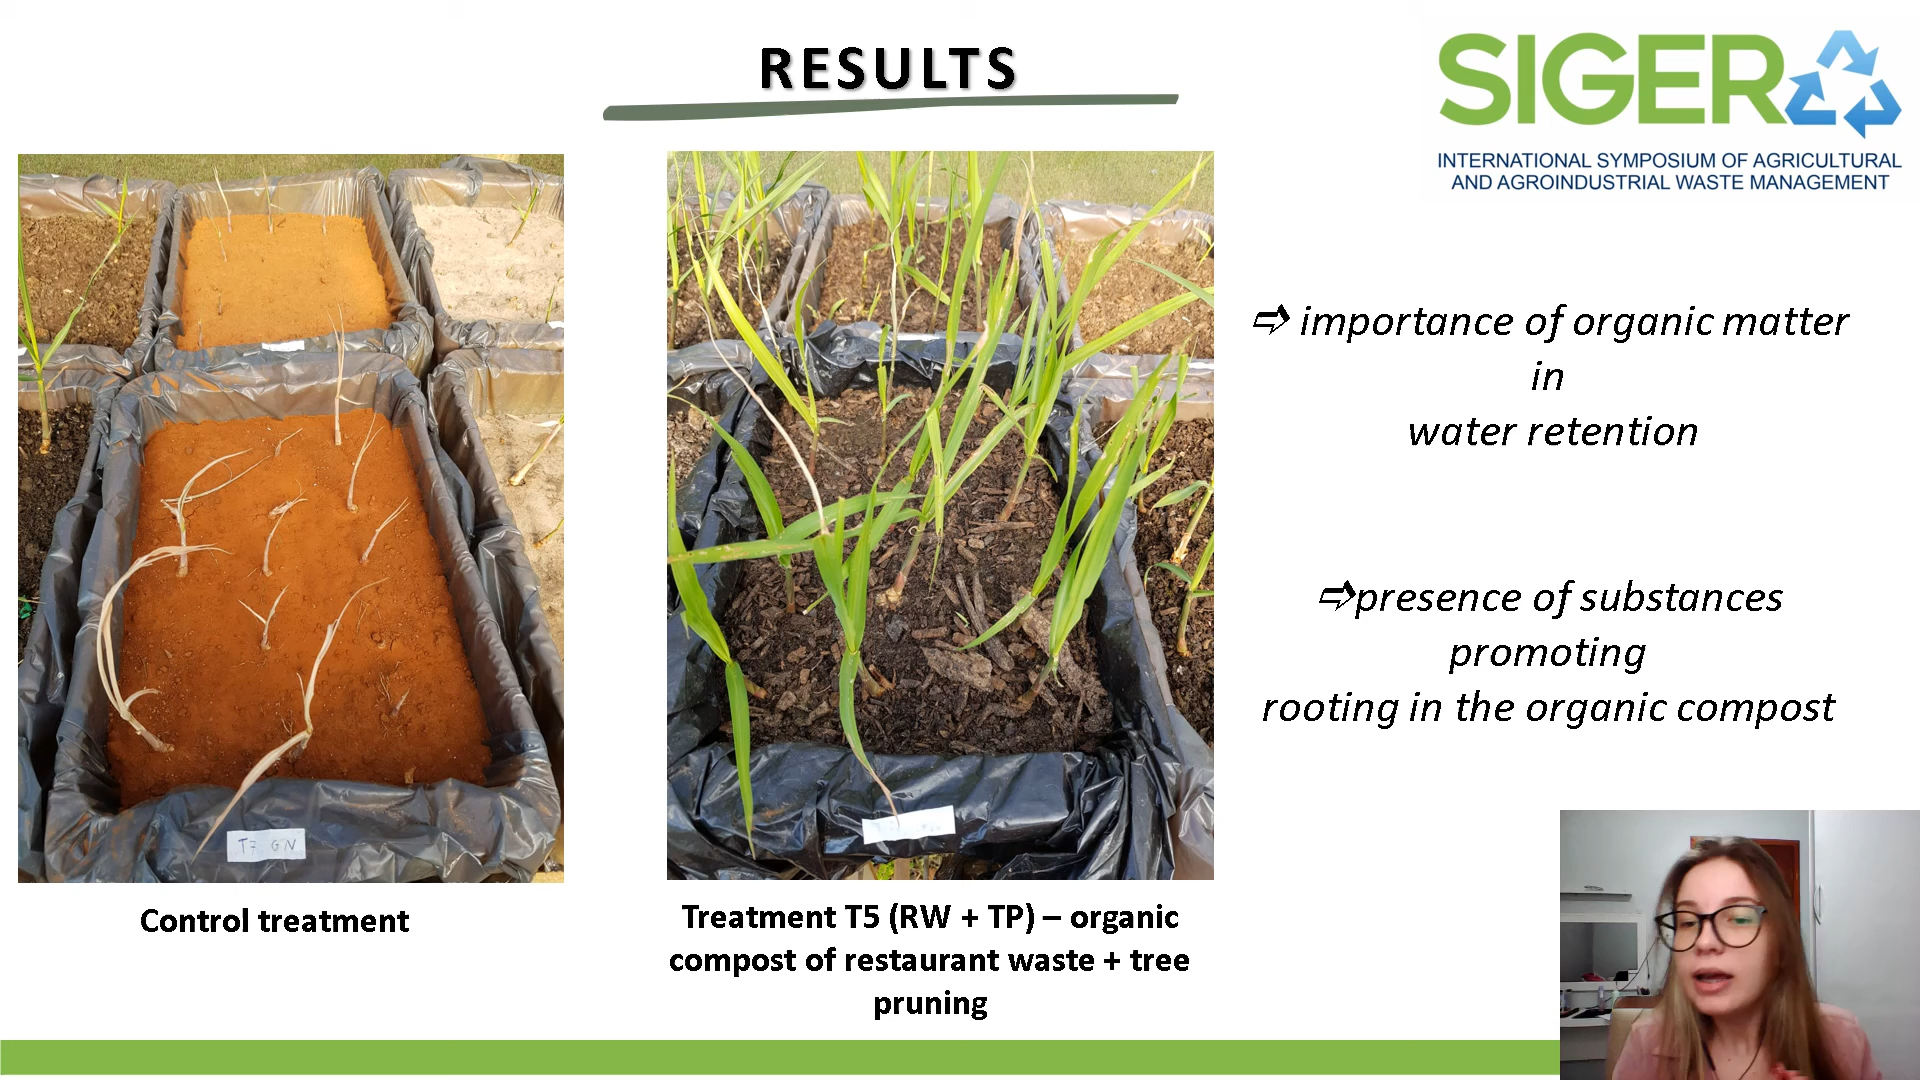 RESULTS
SIGERA
INTERNATIONAL SYMPOSIUM OF AGRICULTURAL
AND AGROINDUSTRIAL WASTE MANAGEMENT
⇨ importance of organic matter
in
water retention
⇨presence of substances
promoting
rooting in the organic compost
T7 GN
Control treatment
Treatment T5 (RW + TP) – organic
compost of restaurant waste + tree
pruning